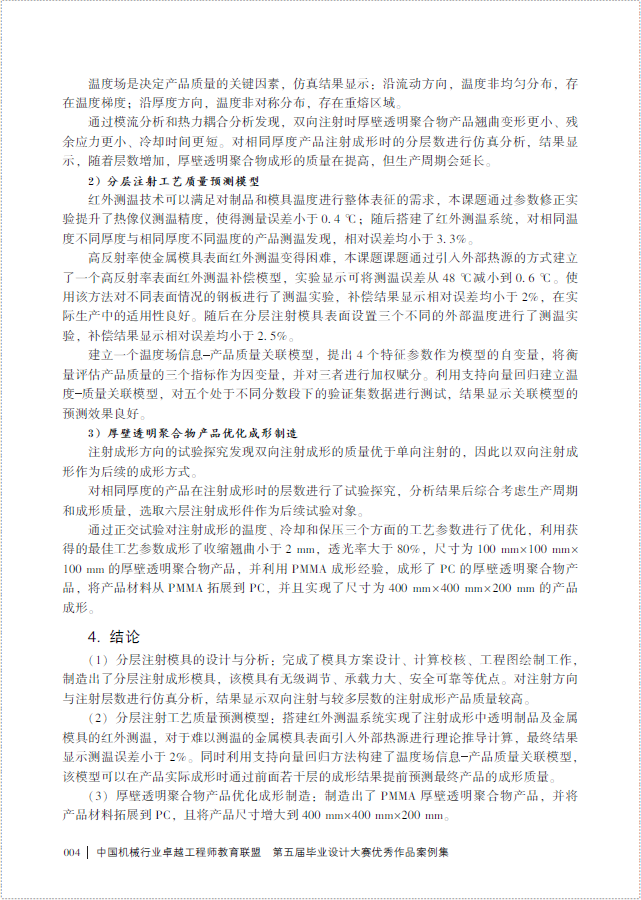 温度场是决定产品质量的关键因素，仿真结果显示：沿流动方向，温度非均匀分布，存
在温度梯度；沿厚度方向，温度非对称分布，存在重熔区域。
通过模流分析和热力耦合分析发现，双向注射时厚壁透明聚合物产品翘曲变形更小、残
余应力更小、冷却时间更短。对相同厚度产品注射成形时的分层数进行仿真分析，结果显
示，随着层数增加，厚壁透明聚合物成形的质量在提高，但生产周期会延长。
2）分层注射工艺质量预测模型
红外测温技术可以满足对制品和模具温度进行整体表征的需求，本课题通过参数修正实
验提升了热像仪测温精度，使得测量误差小于 0.4 ℃；随后搭建了红外测温系统，对相同温
度不同厚度与相同厚度不同温度的产品测温发现，相对误差均小于 3.3%。
高反射率使金属模具表面红外测温变得困难，本课题课题通过引入外部热源的方式建立
了一个高反射率表面红外测温补偿模型，实验显示可将测温误差从 48 ℃减小到 0.6 ℃。使
用该方法对不同表面情况的钢板进行了测温实验，补偿结果显示相对误差均小于 2%，在实
际生产中的适用性良好。随后在分层注射模具表面设置三个不同的外部温度进行了测温实
验，补偿结果显示相对误差均小于 2.5%。
建立一个温度场信息-产品质量关联模型，提出 4 个特征参数作为模型的自变量，将衡
量评估产品质量的三个指标作为因变量，并对三者进行加权赋分。利用支持向量回归建立温
度-质量关联模型，对五个处于不同分数段下的验证集数据进行测试，结果显示关联模型的
预测效果良好。
3）厚壁透明聚合物产品优化成形制造
注射成形方向的试验探究发现双向注射成形的质量优于单向注射的，因此以双向注射成
形作为后续的成形方式。
对相同厚度的产品在注射成形时的层数进行了试验探究，分析结果后综合考虑生产周期
和成形质量，选取六层注射成形件作为后续试验对象。
通过正交试验对注射成形的温度、冷却和保压三个方面的工艺参数进行了优化，利用获
得的最佳工艺参数成形了收缩翘曲小于 2 mm，透光率大于 80%，尺寸为 100 mm×100 mm×
100 mm 的厚壁透明聚合物产品，并利用 PMMA 成形经验，成形了 PC 的厚壁透明聚合物产
品，将产品材料从 PMMA 拓展到 PC，并且实现了尺寸为 400 mm×400 mm×200 mm 的产品
成形。
4. 结论
（1）分层注射模具的设计与分析：完成了模具方案设计、计算校核、工程图绘制工作，
制造出了分层注射成形模具，该模具有无级调节、承载力大、安全可靠等优点。对注射方向
与注射层数进行仿真分析，结果显示双向注射与较多层数的注射成形产品质量较高。
（2）分层注射工艺质量预测模型：搭建红外测温系统实现了注射成形中透明制品及金属
模具的红外测温，对于难以测温的金属模具表面引入外部热源进行理论推导计算，最终结果
显示测温误差小于 2%。同时利用支持向量回归方法构建了温度场信息-产品质量关联模型，
该模型可以在产品实际成形时通过前面若干层的成形结果提前预测最终产品的成形质量。
（3）厚壁透明聚合物产品优化成形制造：制造出了 PMMA 厚壁透明聚合物产品，并将
产品材料拓展到 PC，且将产品尺寸增大到 400 mm×400 mm×200 mm。
004 | 中国机械行业卓越工程师教育联盟 第五届毕业设计大赛优秀作品案例集